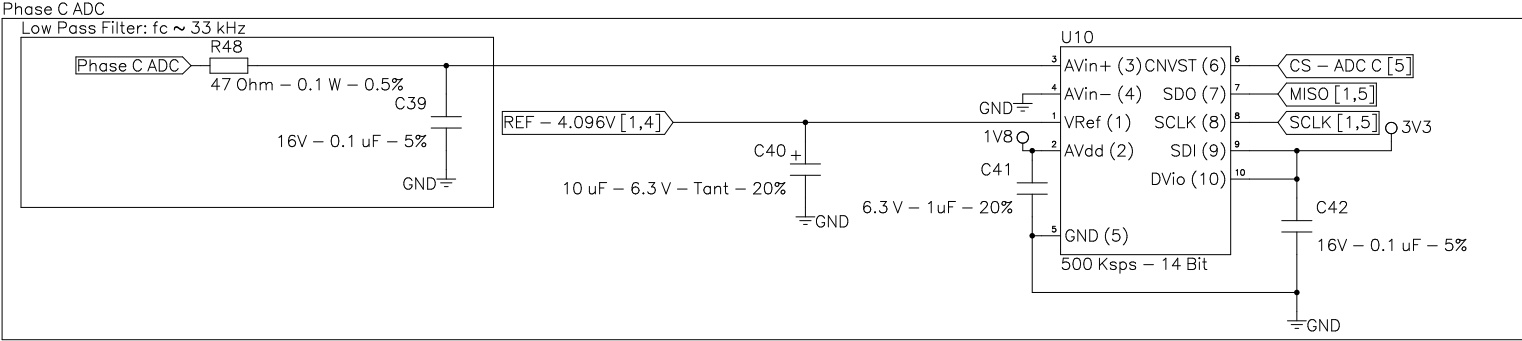 Phase C ADC
Low Pass Filter: fc ~ 33 kHz
R48
Phase C ADC
47 Ohm – 0.1 W – 0.5%
C39
16V – 0.1 uF – 5%
GND
REF – 4.096V [1,4]
C40 +
10 uF – 6.3 V – Tant – 20%
GND
U10
3 AVin+ (3) CNVST (6) 6 CS – ADC C [5]
4 AVin– (4) SDO (7) 7 MISO [1,5]
GND
1 VRef (1) SCLK (8) 8 SCLK [1,5]
1V8
3V3
2 AVdd (2) SDI (9) 9
C41
DVio (10) 10
6.3 V – 1uF – 20%
5 GND (5)
C42
16V – 0.1 uF – 5%
500 Ksps – 14 Bit
GND